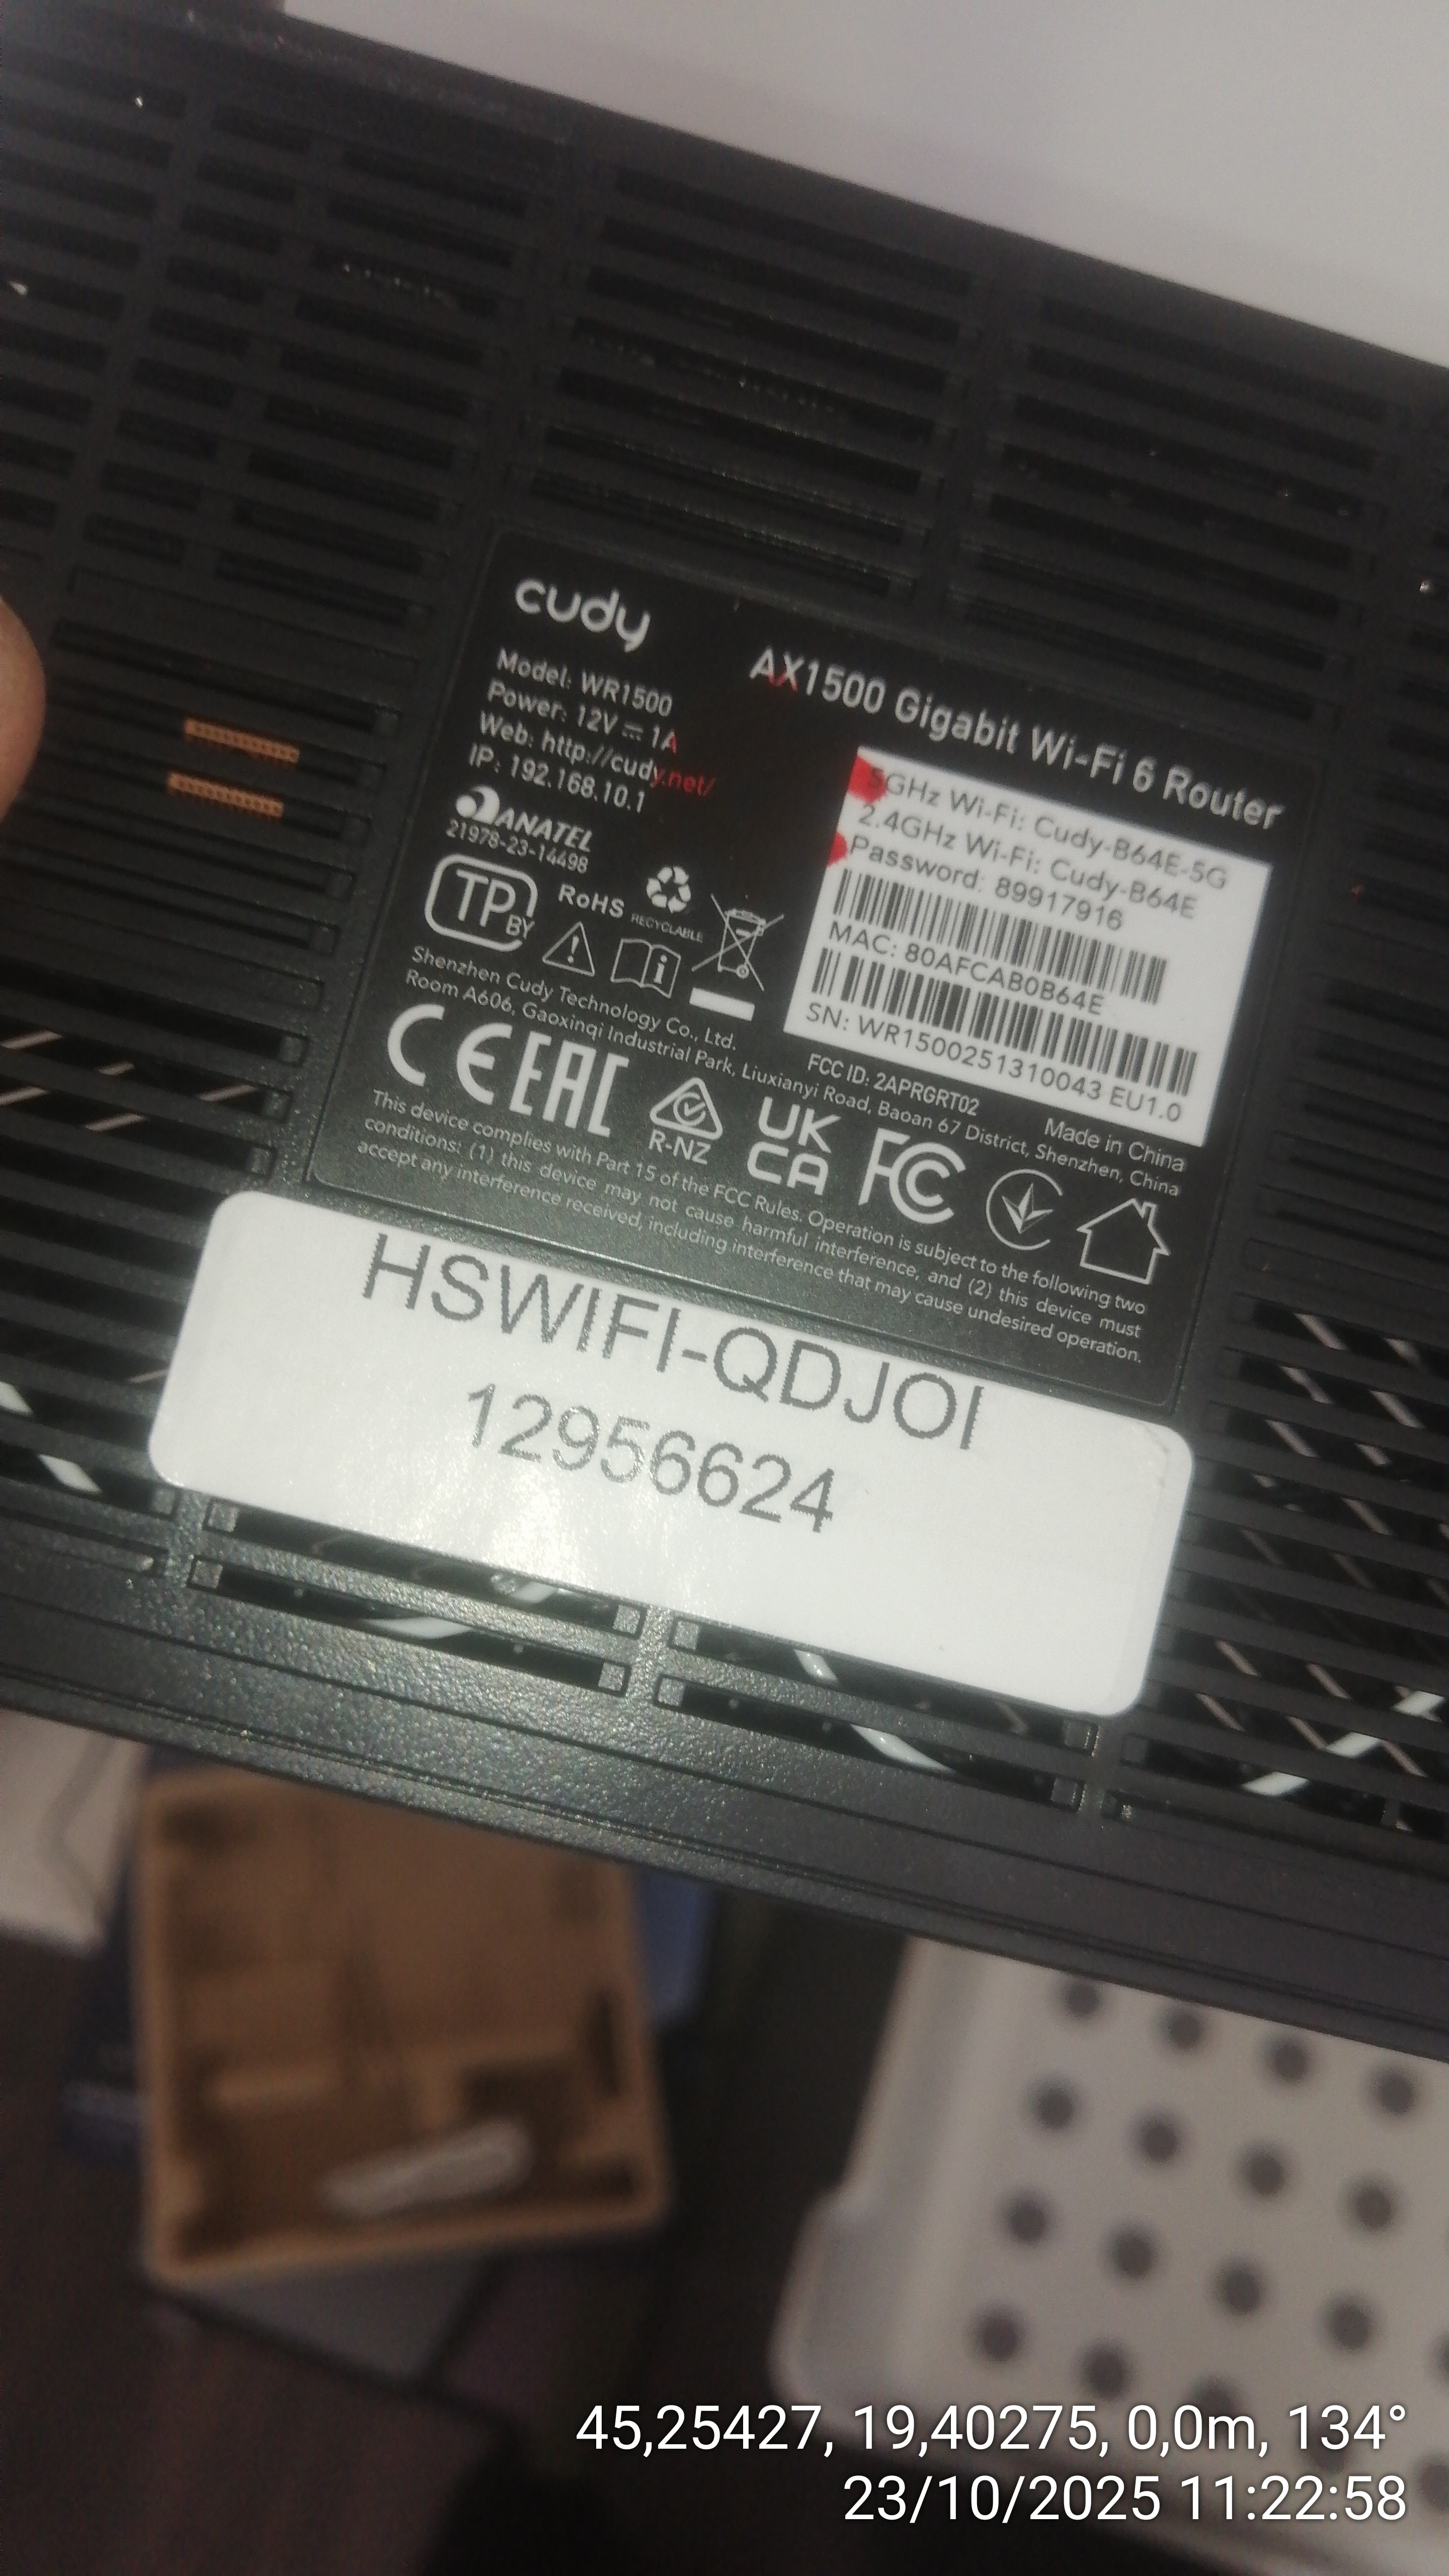 cudy
AX1500 Gigabit Wi-Fi 6 Router
Model: WR1500
Power: 12V ⎓ 1A
Web: http://cudy.net/
IP: 192.168.10.1
ANATEL
21978-23-14498
TP BY
RoHS
RECYCLABLE
5GHz Wi-Fi: Cudy-B64E-5G
2.4GHz Wi-Fi: Cudy-B64E
Password: 89917916
MAC: 80AFCAB0B64E
SN: WR1500251310043 EU1.0
FCC ID: 2APRGRT02
Made in China
Shenzhen Cudy Technology Co., Ltd.
Room A606, Gaoxinqi Industrial Park, Liuxianyi Road, Baoan 67 District, Shenzhen, China
CE EAC R-NZ UK CA FC
This device complies with Part 15 of the FCC Rules. Operation is subject to the following two
conditions: (1) this device may not cause harmful interference, and (2) this device must
accept any interference received, including interference that may cause undesired operation.
HSWIFI-QDJOI
12956624
45,25427, 19,40275, 0,0m, 134°
23/10/2025 11:22:58